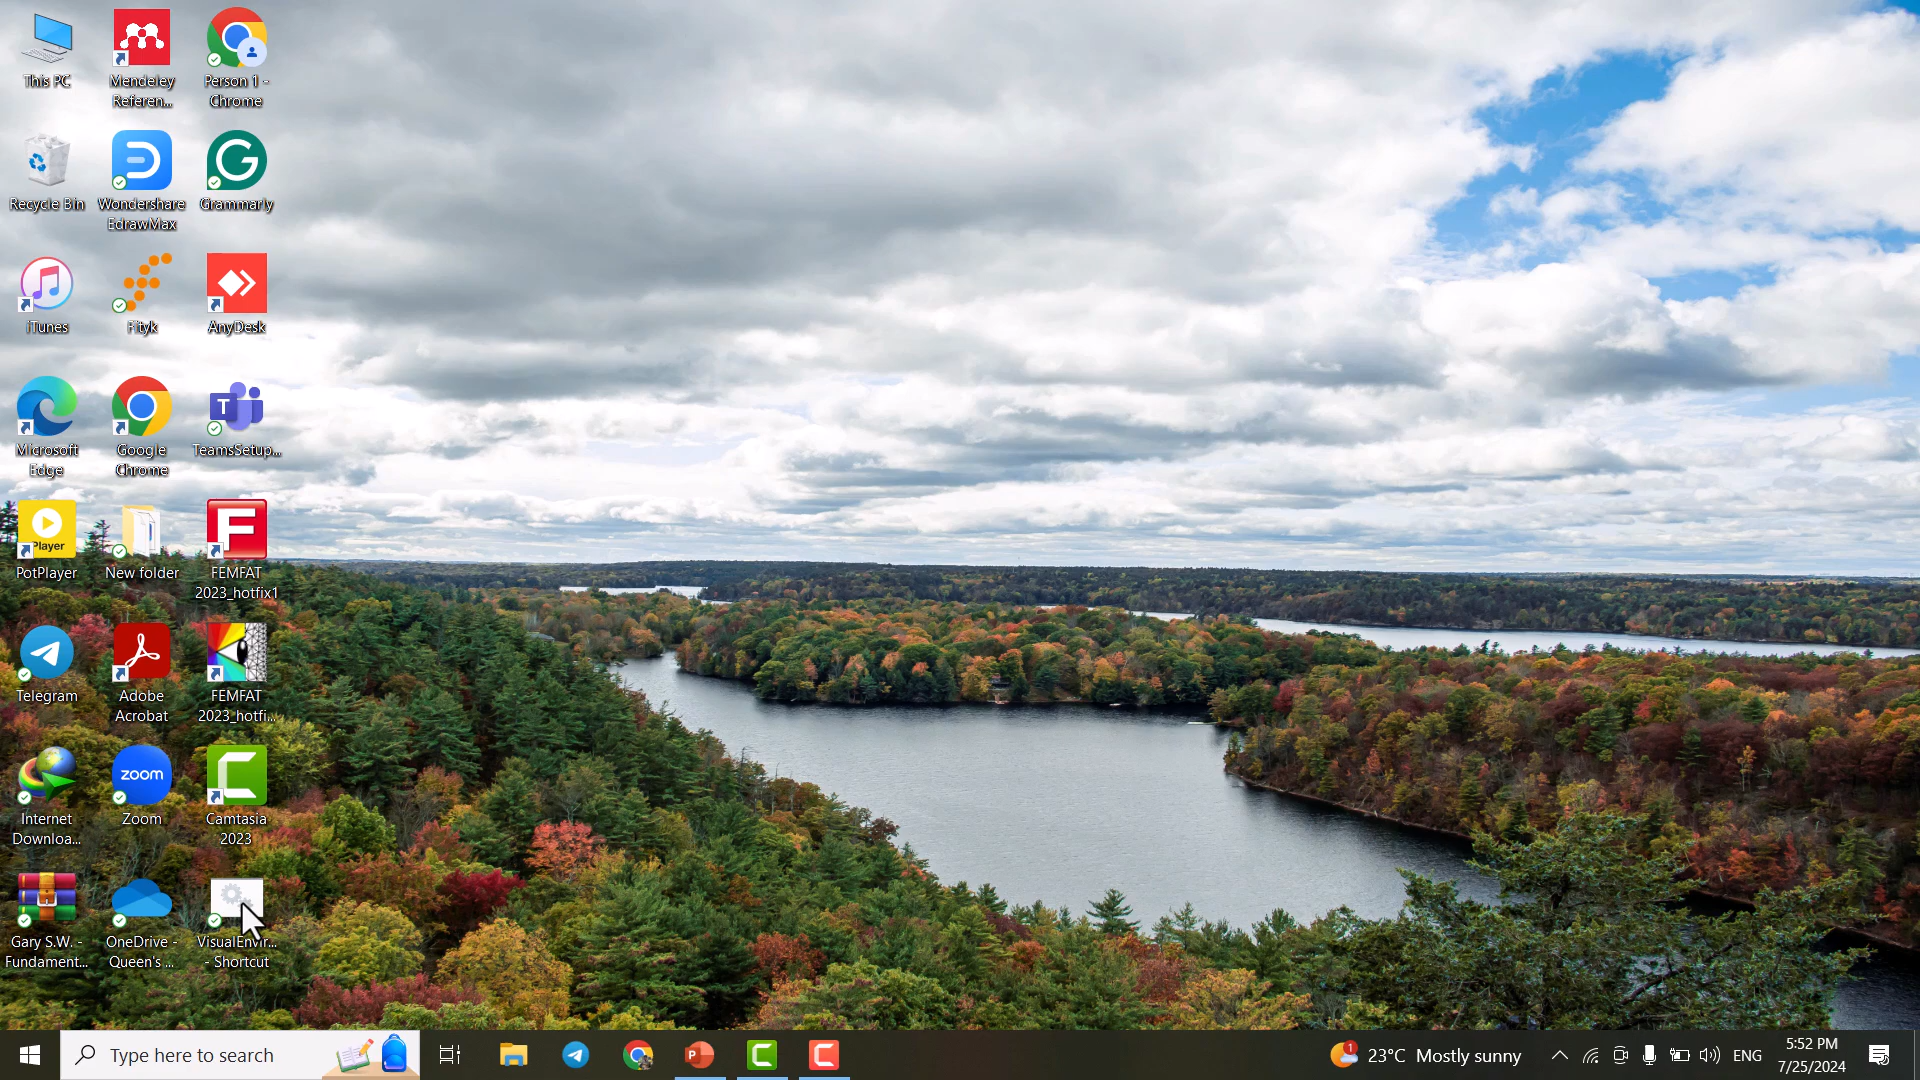 This PC
Mendeley
Referen...
Person 1 -
Chrome
Recycle Bin
Wondershare
EdrawMax
Grammarly
iTunes
Fityk
AnyDesk
Microsoft
Edge
Google
Chrome
T
TeamsSetup...
Player
PotPlayer
New folder
F
FEMFAT
2023_hotfix1
Telegram
Adobe
Acrobat
FEMFAT
2023_hotfi...
Internet
Downloa...
zoom
Zoom
Camtasia
2023
Gary S.W. -
Fundament...
OneDrive -
Queen's ...
VisualEnvir...
- Shortcut
Type here to search
P
1
23°C Mostly sunny
ENG
5:52 PM
7/25/2024